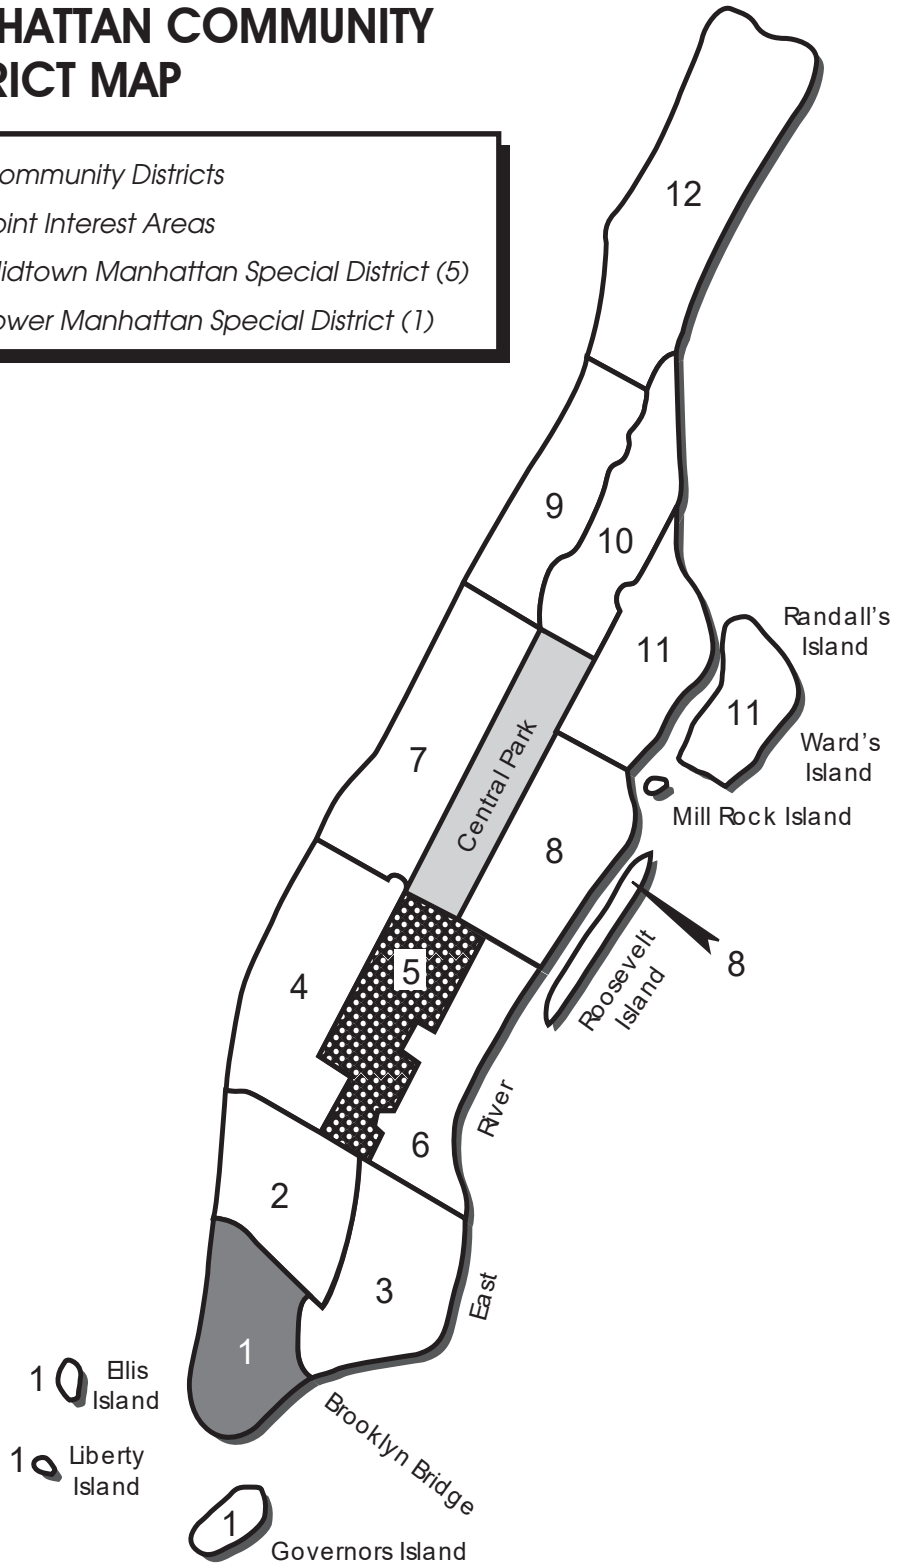 HATTAN COMMUNITY
RICT MAP
ommunity Districts
oint Interest Areas
idtown Manhattan Special District (5)
ower Manhattan Special District (1)
12
9
10
11
Randall's
Island
11
Ward's
Island
7
Central Park
Mill Rock Island
8
5
8
4
Roosevelt
Island
River
6
2
3
East
1
1
Ellis
Island
Brooklyn Bridge
1
Liberty
Island
1
Governors Island